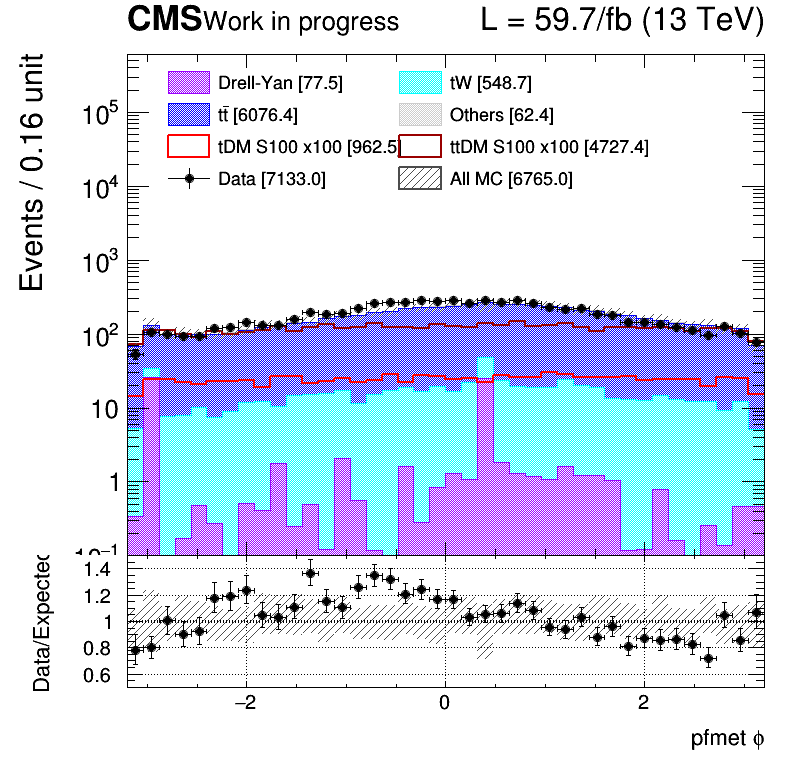 CMS Work in progress L = 59.7/fb (13 TeV)
Events / 0.16 unit
Drell-Yan [77.5] tW [548.7]
tt̄ [6076.4] Others [62.4]
tDM S100 x100 [962.5] ttDM S100 x100 [4727.4]
Data [7133.0] All MC [6765.0]
10⁵
10⁴
10³
10²
10
1
10⁻¹
Data/Expected
1.4
1.2
1
0.8
0.6
−2 0 2
pfmet ϕ